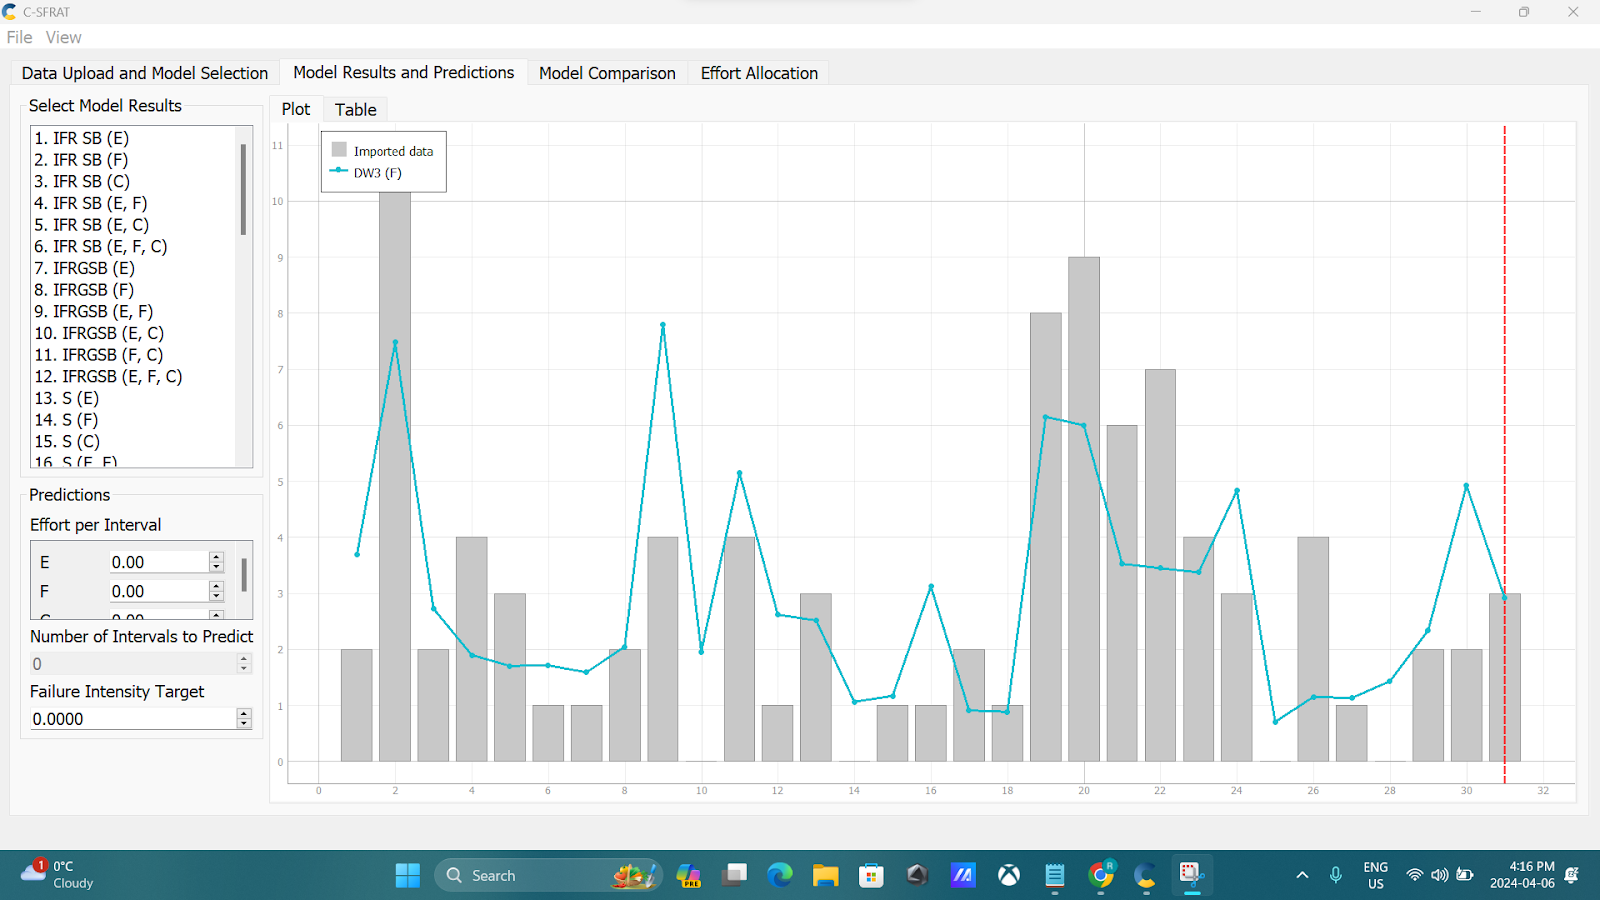 C-SFRAT
File View
Data Upload and Model Selection Model Results and Predictions Model Comparison Effort Allocation
Select Model Results
1. IFR SB (E)
2. IFR SB (F)
3. IFR SB (C)
4. IFR SB (E, F)
5. IFR SB (E, C)
6. IFR SB (E, F, C)
7. IFRGSB (E)
8. IFRGSB (F)
9. IFRGSB (E, F)
10. IFRGSB (E, C)
11. IFRGSB (F, C)
12. IFRGSB (E, F, C)
13. S (E)
14. S (F)
15. S (C)
16. S (E, F)
Predictions
Effort per Interval
E 0.00
F 0.00
C 0.00
Number of Intervals to Predict
0
Failure Intensity Target
0.0000
Plot Table
Imported data
DW3 (F)
11
10
9
8
7
6
5
4
3
2
1
0
0 2 4 6 8 10 12 14 16 18 20 22 24 26 28 30 32
1
0°C
Cloudy
Search
PRE
R
ENG
US
4:16 PM
2024-04-06